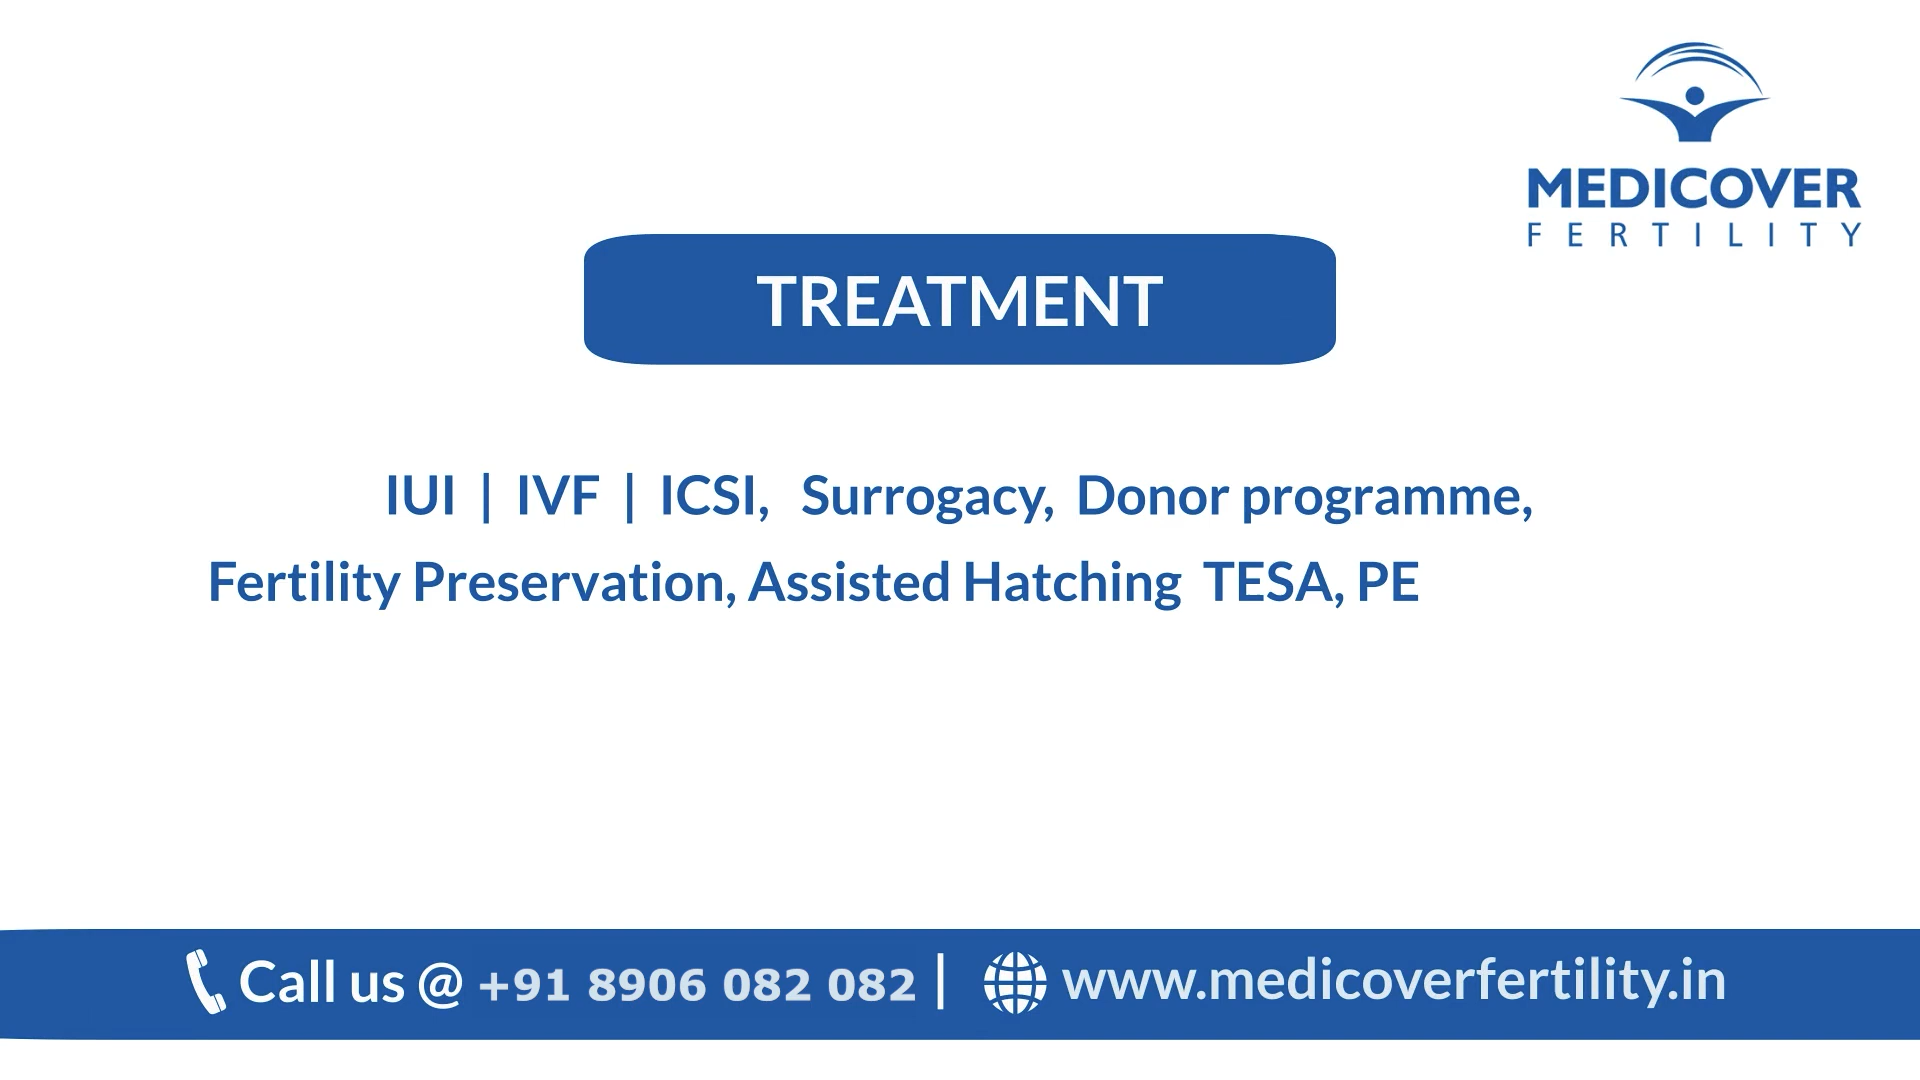 MEDICOVER
FERTILITY
TREATMENT
IUI | IVF | ICSI, Surrogacy, Donor programme,
Fertility Preservation, Assisted Hatching TESA, PE
Call us @ +91 8906 082 082 | www.medicoverfertility.in